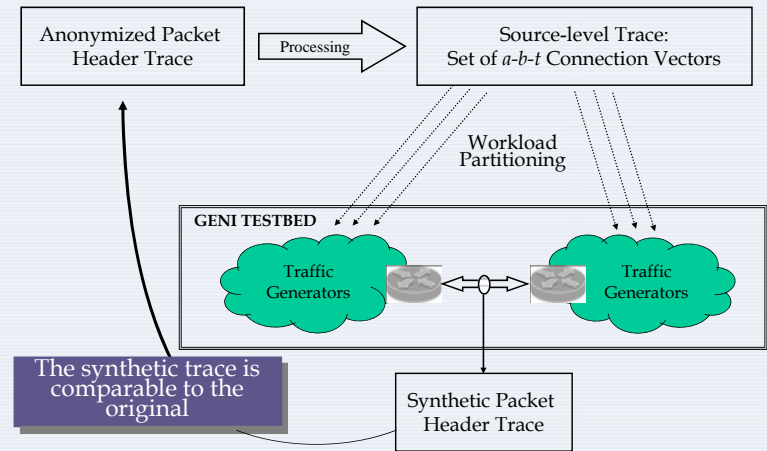 Anonymized Packet
Header Trace
Processing
Source-level Trace:
Set of a-b-t Connection Vectors
Workload
Partitioning
GENI TESTBED
Traffic
Generators
Traffic
Generators
The synthetic trace is
comparable to the
original
Synthetic Packet
Header Trace